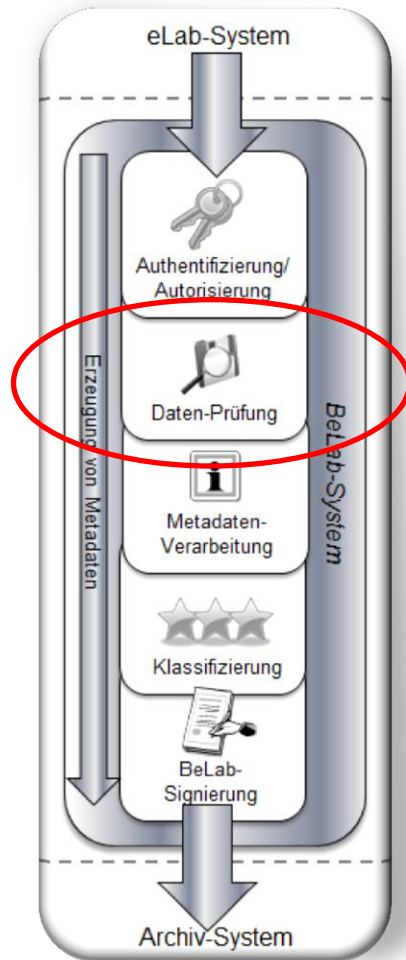 eLab-System
Authentifizierung/
Autorisierung
Daten-Prüfung
Erzeugung von Metadaten
BeLab-System
i
Metadaten-
Verarbeitung
Klassifizierung
BeLab-
Signierung
Archiv-System